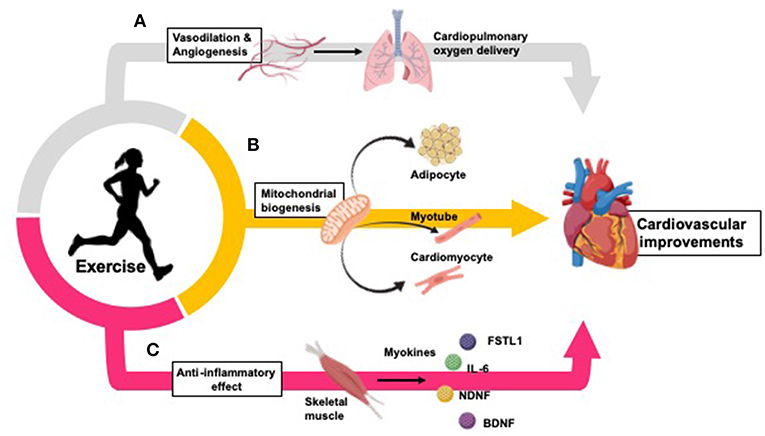 A
Vasodilation &
Angiogenesis
Cardiopulmonary
oxygen delivery
B
Mitochondrial
biogenesis
Adipocyte
Myotube
Cardiomyocyte
Exercise
Cardiovascular
improvements
C
Anti-inflammatory
effect
Skeletal
muscle
Myokines
FSTL1
IL-6
NDNF
BDNF